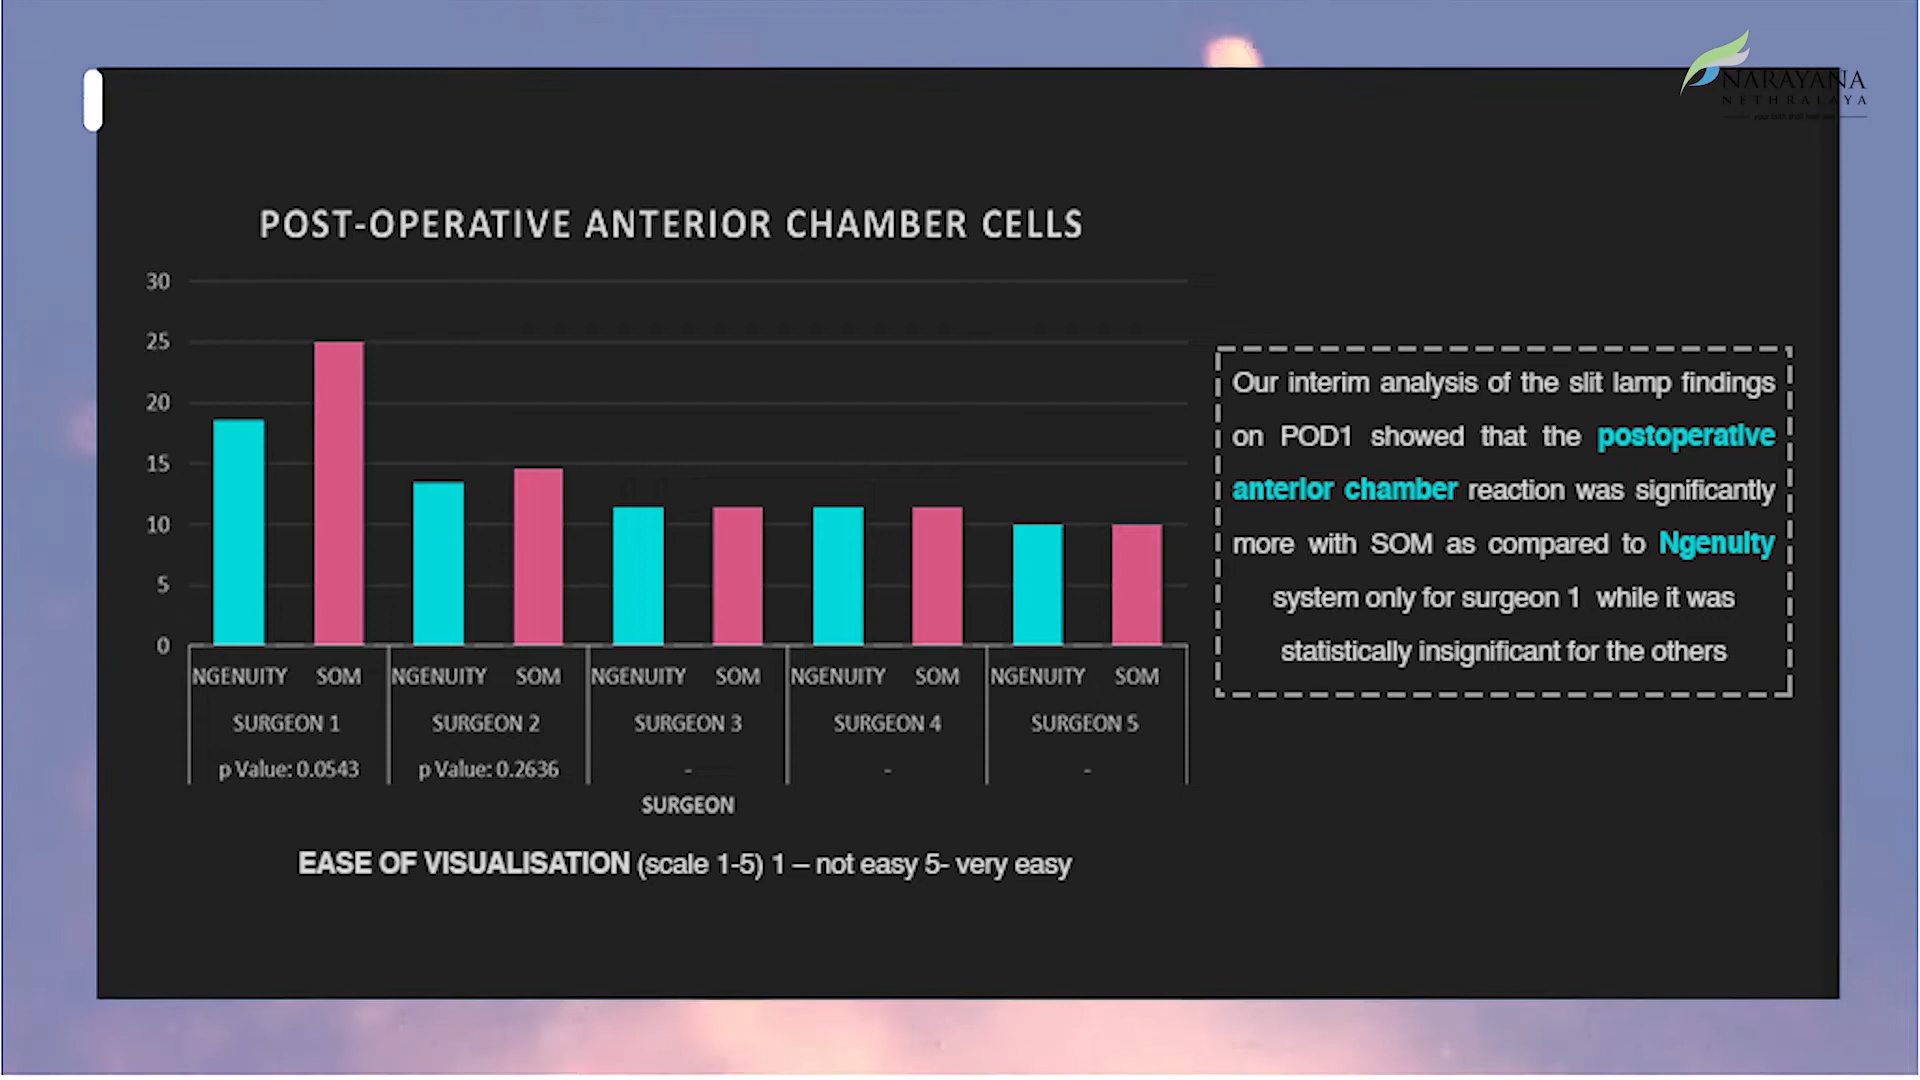 NARAYANA
NETHRALAYA
POST-OPERATIVE ANTERIOR CHAMBER CELLS
30
25
20
15
10
5
0
NGENUITY SOM NGENUITY SOM NGENUITY SOM NGENUITY SOM NGENUITY SOM
SURGEON 1 SURGEON 2 SURGEON 3 SURGEON 4 SURGEON 5
p Value: 0.0543 p Value: 0.2636 - - -
SURGEON
EASE OF VISUALISATION (scale 1-5) 1 – not easy 5- very easy
Our interim analysis of the slit lamp findings
on POD1 showed that the postoperative
anterior chamber reaction was significantly
more with SOM as compared to Ngenuity
system only for surgeon 1 while it was
statistically insignificant for the others